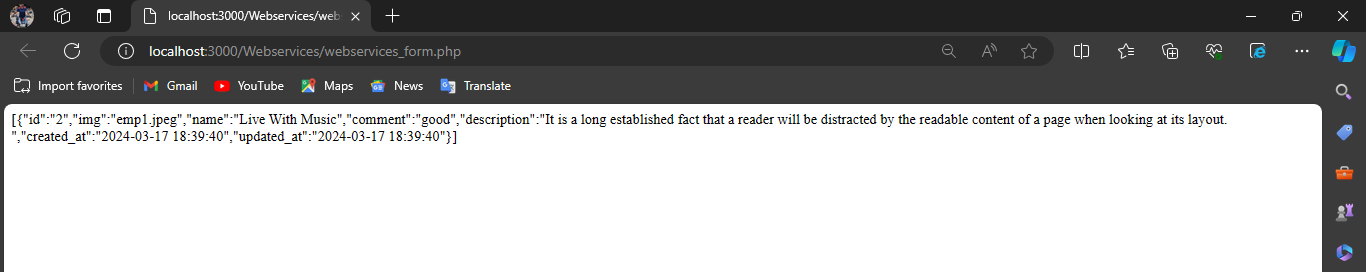 localhost:3000/Webservices/web
localhost:3000/Webservices/webservices_form.php
Import favorites Gmail YouTube Maps News Translate
[{"id":"2","img":"emp1.jpeg","name":"Live With Music","comment":"good","description":"It is a long established fact that a reader will be distracted by the readable content of a page when looking at its layout.
","created_at":"2024-03-17 18:39:40","updated_at":"2024-03-17 18:39:40"}]